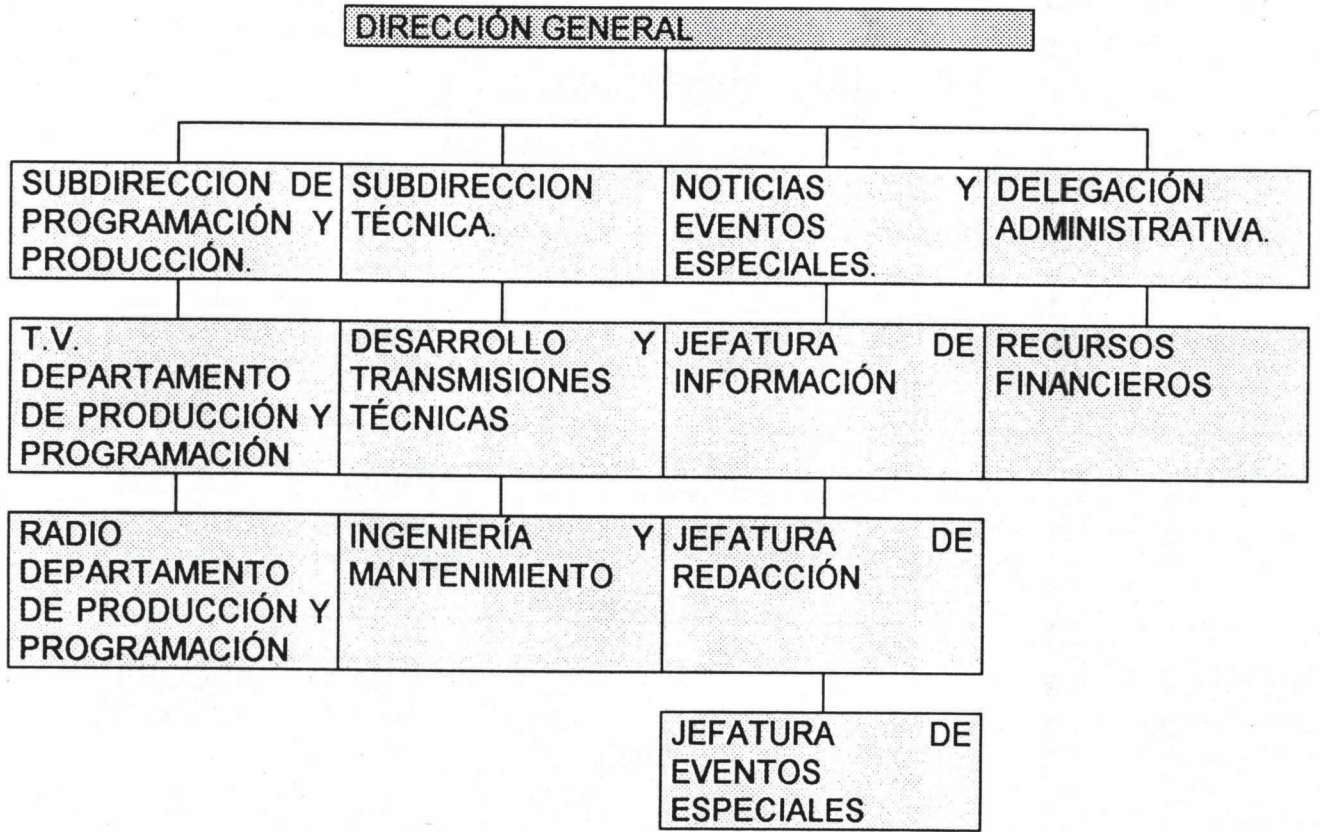 DIRECCIÓN GENERAL
SUBDIRECCION DE
PROGRAMACIÓN Y
PRODUCCIÓN.
SUBDIRECCION
TÉCNICA.
NOTICIAS Y
EVENTOS
ESPECIALES.
DELEGACIÓN
ADMINISTRATIVA.
T.V.
DEPARTAMENTO
DE PRODUCCIÓN Y
PROGRAMACIÓN
DESARROLLO Y
TRANSMISIONES
TÉCNICAS
JEFATURA DE
INFORMACIÓN
RECURSOS
FINANCIEROS
RADIO
DEPARTAMENTO
DE PRODUCCIÓN Y
PROGRAMACIÓN
INGENIERÍA Y
MANTENIMIENTO
JEFATURA DE
REDACCIÓN
JEFATURA DE
EVENTOS
ESPECIALES